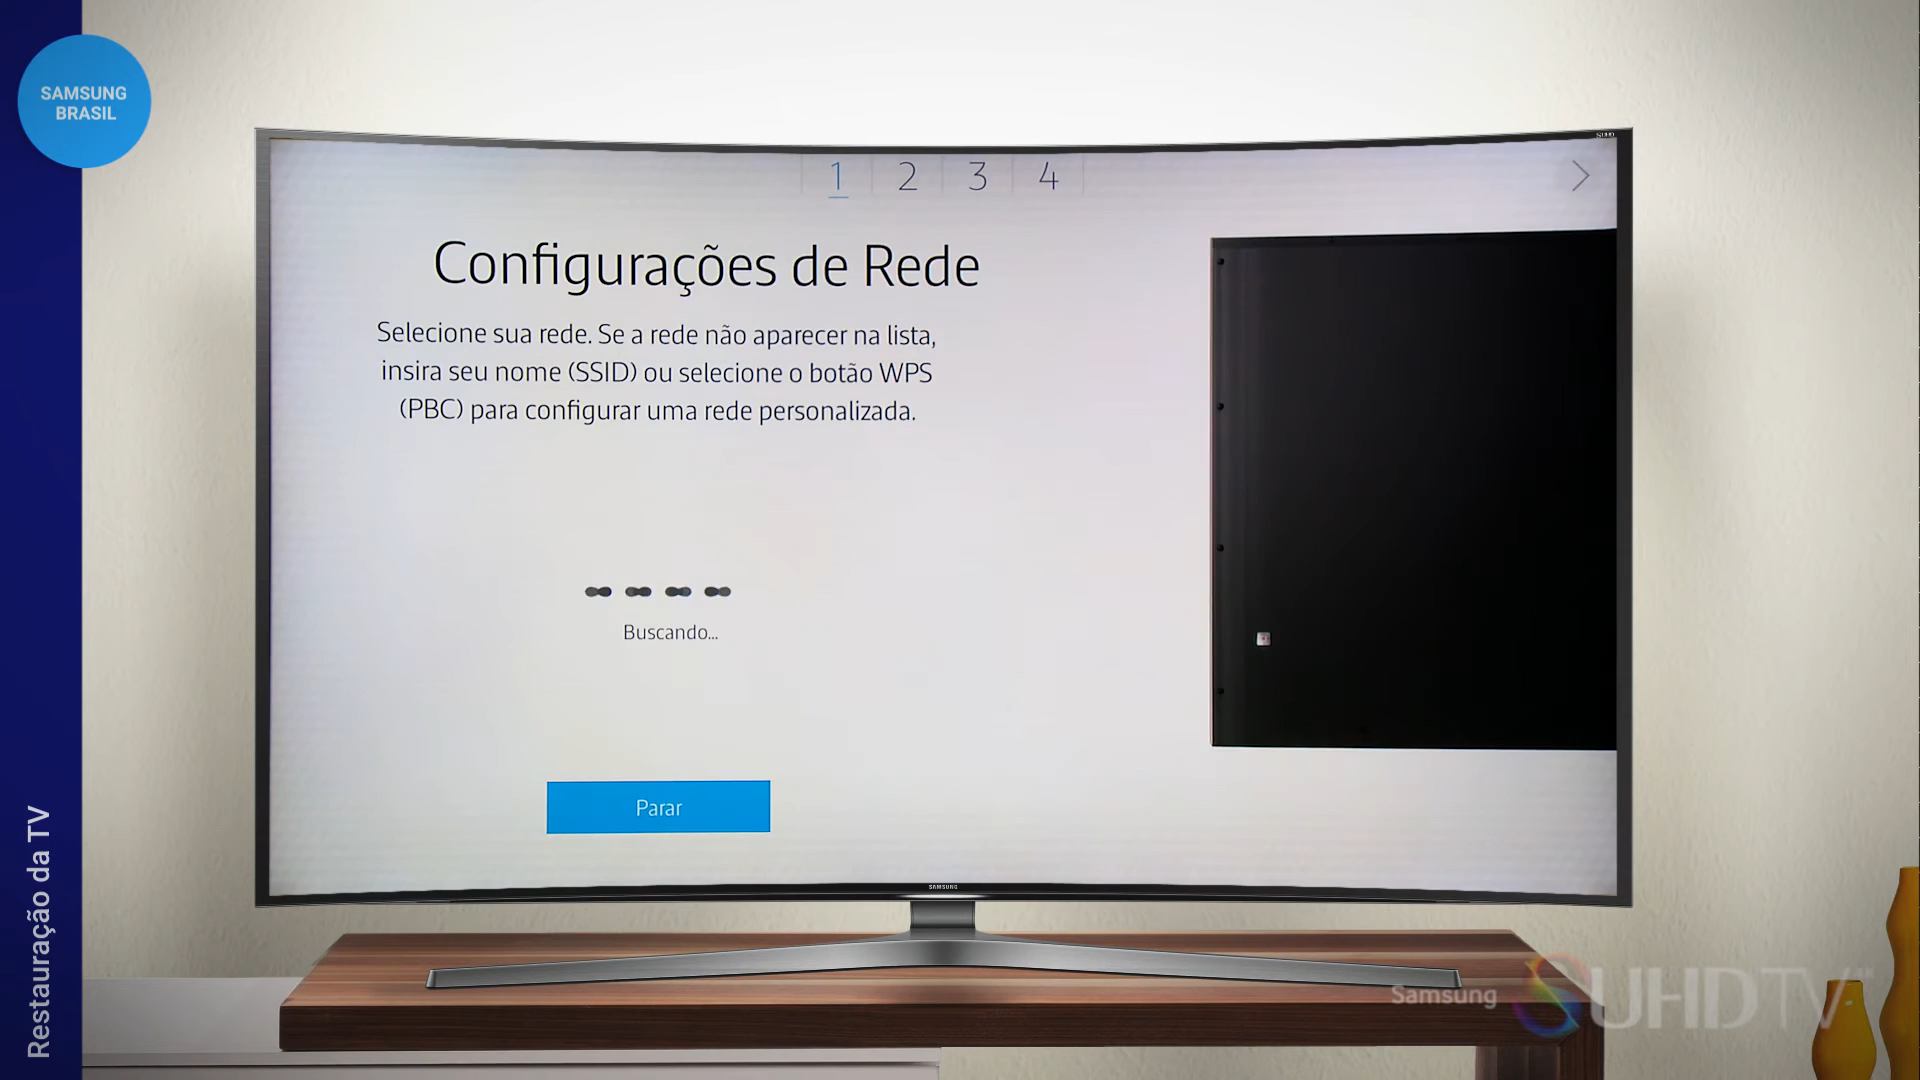 SAMSUNG
BRASIL
SUHD
1 2 3 4
Configurações de Rede
Selecione sua rede. Se a rede não aparecer na lista,
insira seu nome (SSID) ou selecione o botão WPS
(PBC) para configurar uma rede personalizada.
Buscando...
Parar
SAMSUNG
Restauração da TV
Samsung SUHDTV